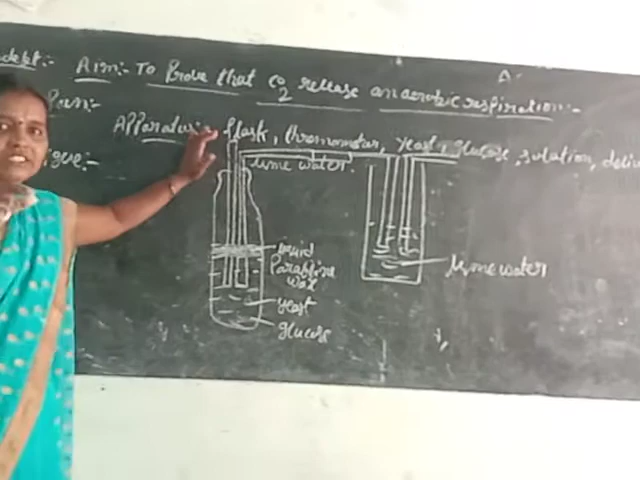 Aim:- To Prove that CO2 release anaerobic respiration:-
A:
Apparatus:- flask, thermometer, yeast, glucose solution,
lime water.
liquid
Paraffine
wax
yeast
glucose
lime water